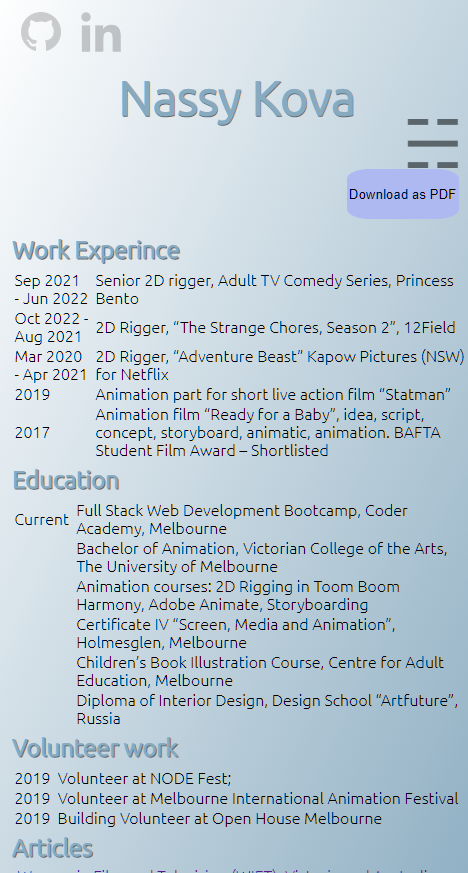 Nassy Kova
Download as PDF
Work Experince
Sep 2021 - Jun 2022 Senior 2D rigger, Adult TV Comedy Series, Princess Bento
Oct 2022 - Aug 2021 2D Rigger, “The Strange Chores, Season 2”, 12Field
Mar 2020 - Apr 2021 2D Rigger, “Adventure Beast” Kapow Pictures (NSW) for Netflix
2019 Animation part for short live action film “Statman”
2017 Animation film “Ready for a Baby”, idea, script, concept, storyboard, animatic, animation. BAFTA Student Film Award – Shortlisted
Education
Current Full Stack Web Development Bootcamp, Coder Academy, Melbourne
Bachelor of Animation, Victorian College of the Arts, The University of Melbourne
Animation courses: 2D Rigging in Toom Boom Harmony, Adobe Animate, Storyboarding
Certificate IV “Screen, Media and Animation”, Holmesglen, Melbourne
Children’s Book Illustration Course, Centre for Adult Education, Melbourne
Diploma of Interior Design, Design School “Artfuture”, Russia
Volunteer work
2019 Volunteer at NODE Fest;
2019 Volunteer at Melbourne International Animation Festival
2019 Building Volunteer at Open House Melbourne
Articles